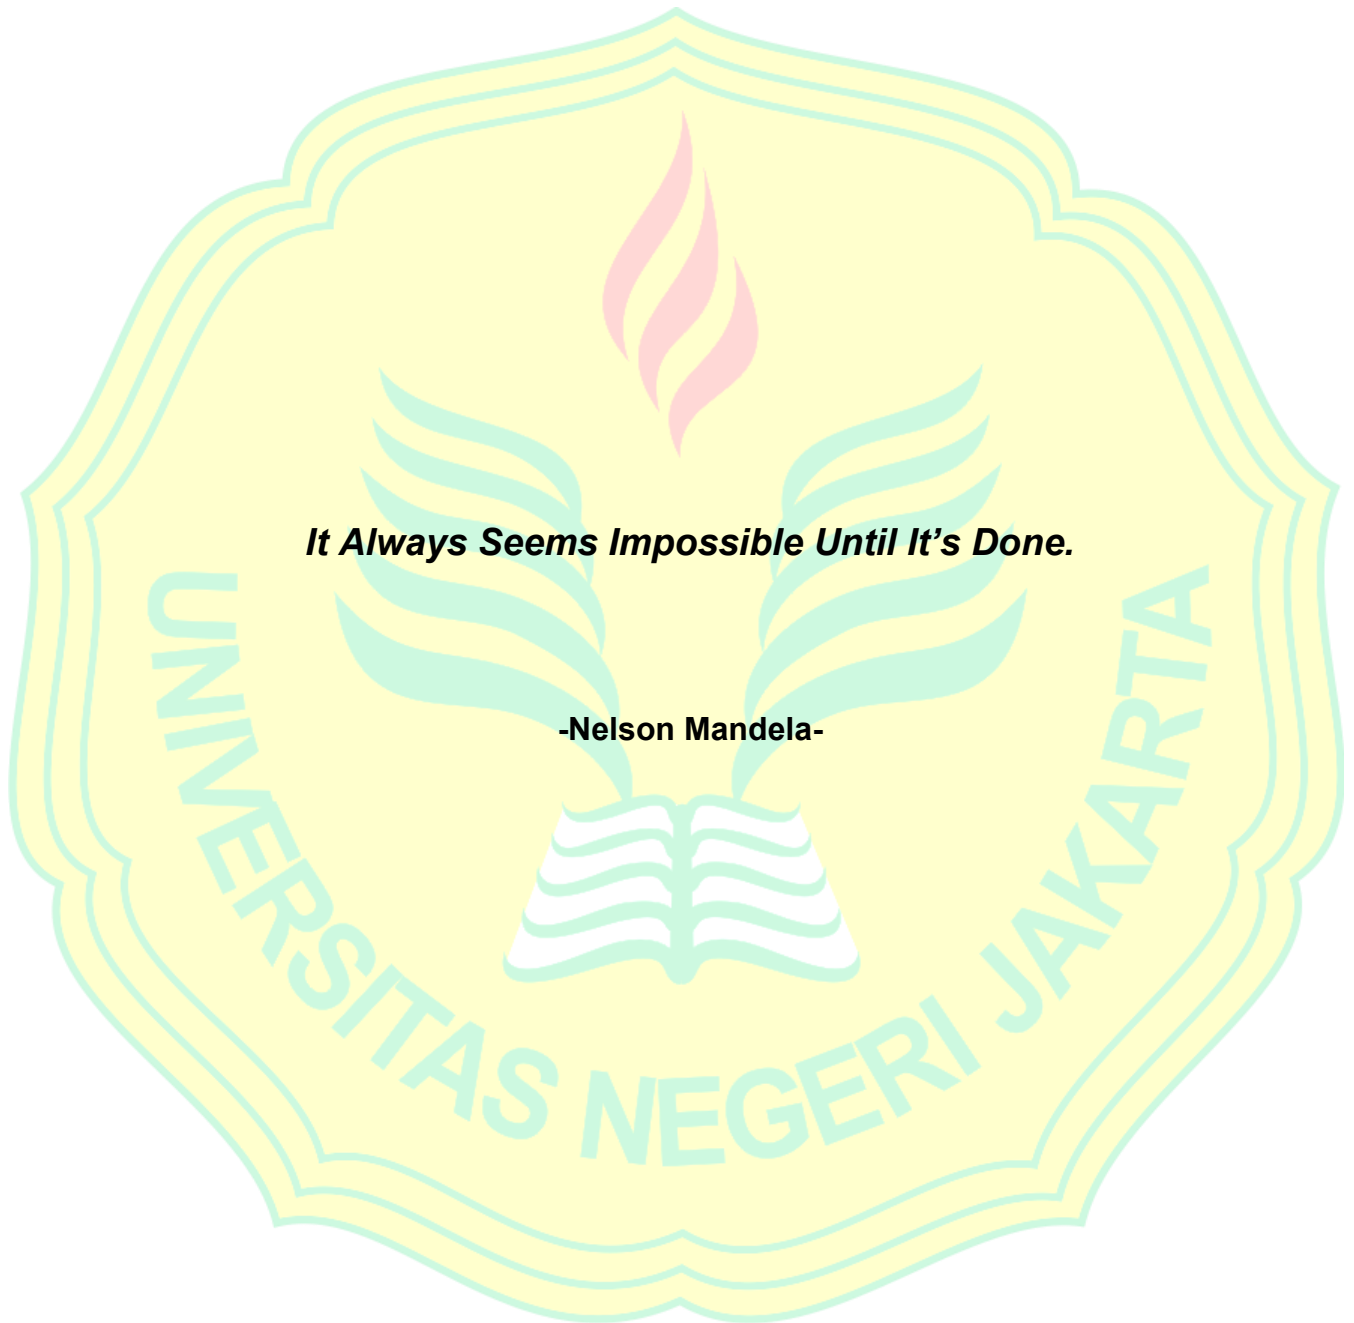 It Always Seems Impossible Until It’s Done.
-Nelson Mandela-
UNIVERSITAS NEGERI JAKARTA